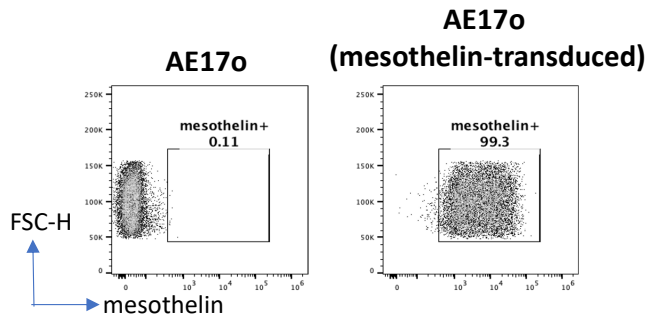 AE17o
AE17o
(mesothelin-transduced)
250K
200K
150K
100K
50K
0
mesothelin+
0.11
0
10³
10⁴
10⁵
10⁶
250K
200K
150K
100K
50K
0
mesothelin+
99.3
0
10³
10⁴
10⁵
10⁶
FSC-H
mesothelin